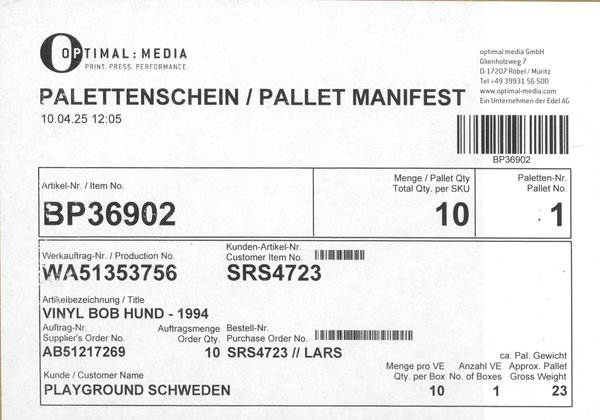 OPTIMAL : MEDIA
PRINT. PRESS. PERFORMANCE.
optimal media GmbH
Glienholzweg 7
D-17207 Röbel / Müritz
Tel +49 39931 56 500
www.optimal-media.com
Ein Unternehmen der Edel AG
PALETTENSCHEIN / PALLET MANIFEST
10.04.25 12:05
BP36902
Artikel-Nr. / Item No.
BP36902
Menge / Pallet Qty
Total Qty. per SKU
10
Paletten-Nr.
Pallet No.
1
Werkauftrag-Nr. / Production No.
WA51353756
Kunden-Artikel-Nr.
Customer Item No.
SRS4723
Artikelbezeichnung / Title
VINYL BOB HUND - 1994
Auftrag-Nr.
Supplier's Order No.
AB51217269
Auftragsmenge
Order Qty.
10
Bestell-Nr.
Purchase Order No.
SRS4723 // LARS
Kunde / Customer Name
PLAYGROUND SCHWEDEN
Menge pro VE
Qty. per Box
10
Anzahl VE
No. of Boxes
1
ca. Pal. Gewicht
Approx. Pallet
Gross Weight
23